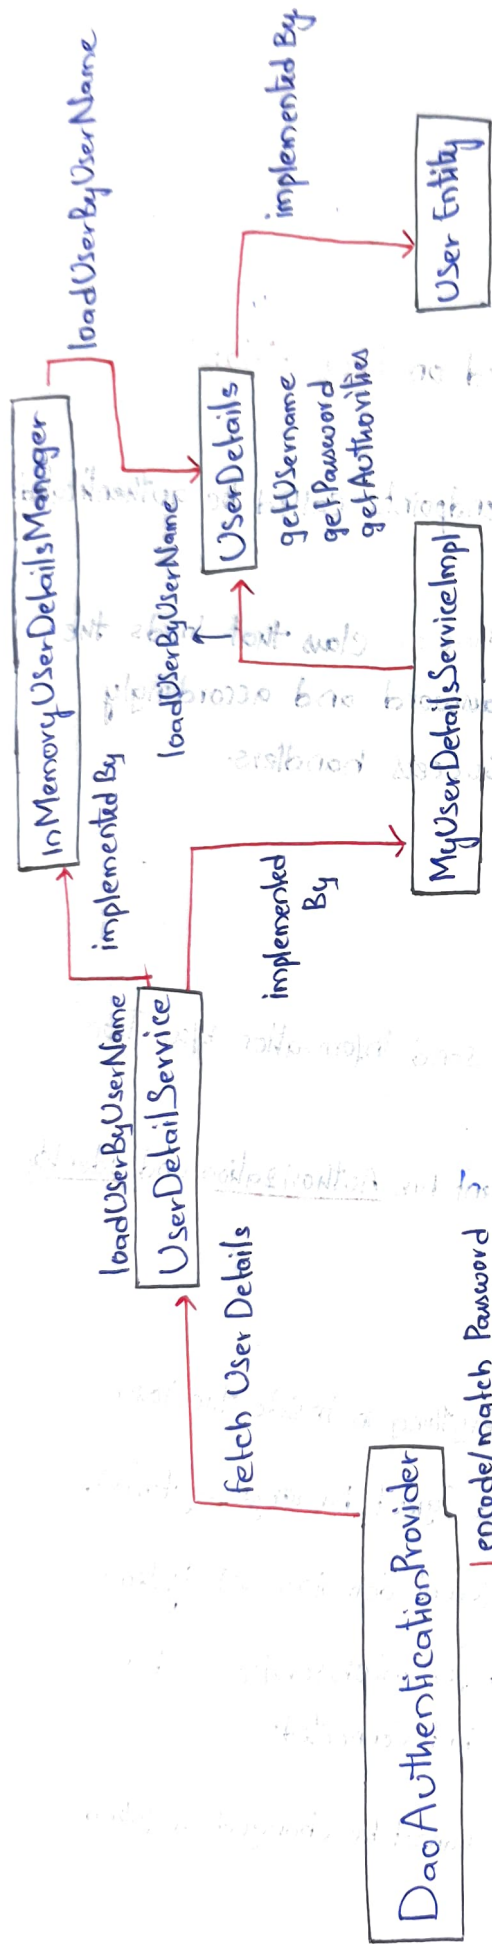 InMemoryUserDetailsManager
loadUserByUserName
implemented By
loadUserByUserName
UserDetailService
loadUserByUserName
UserDetails
getUsername
getPassword
getAuthorities
implemented By
fetch User Details
implemented
By
MyUserDetailsServiceImpl
User Entity
DaoAuthenticationProvider
encode/match Password